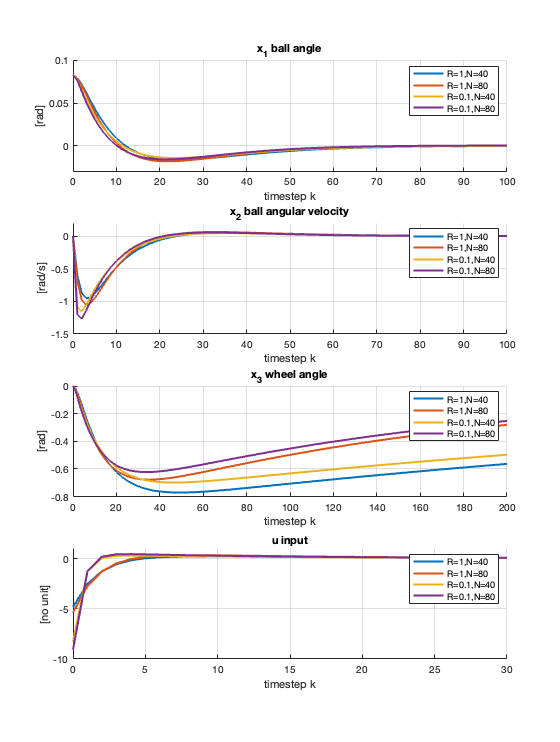 x1 ball angle
0.1
0.05
0
[rad]
R=1,N=40
R=1,N=80
R=0.1,N=40
R=0.1,N=80
0 10 20 30 40 50 60 70 80 90 100
timestep k
x2 ball angular velocity
0
-0.5
-1
-1.5
[rad/s]
R=1,N=40
R=1,N=80
R=0.1,N=40
R=0.1,N=80
0 10 20 30 40 50 60 70 80 90 100
timestep k
x3 wheel angle
0
-0.2
-0.4
-0.6
-0.8
[rad]
R=1,N=40
R=1,N=80
R=0.1,N=40
R=0.1,N=80
0 20 40 60 80 100 120 140 160 180 200
timestep k
u input
0
-5
-10
[no unit]
R=1,N=40
R=1,N=80
R=0.1,N=40
R=0.1,N=80
0 5 10 15 20 25 30
timestep k